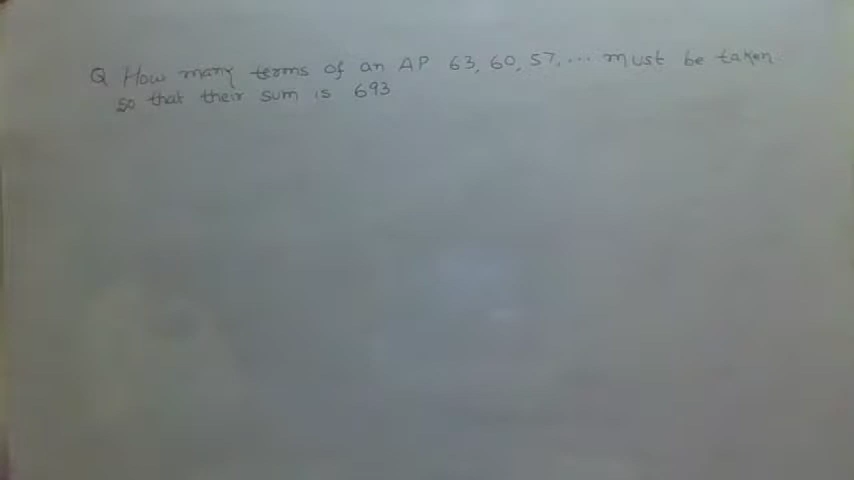 Q How many terms of an AP 63, 60, 57, ... must be taken
so that their sum is 693